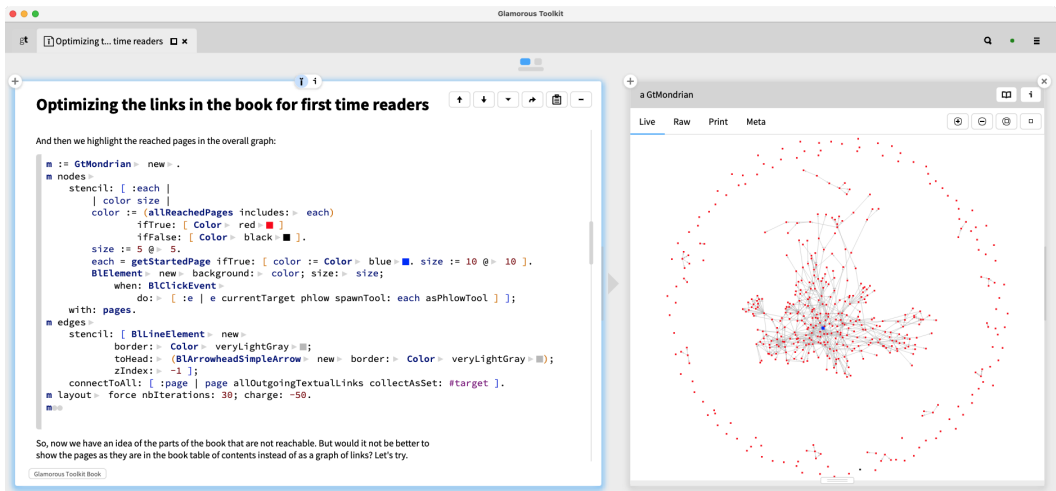 Glamorous Toolkit
gt
Optimizing t... time readers
Optimizing the links in the book for first time readers
And then we highlight the reached pages in the overall graph:
m := GtMondrian new .
m nodes
stencil: [ :each |
| color size |
color := (allReachedPages includes: each)
ifTrue: [ Color red ]
ifFalse: [ Color black ].
size := 5 @ 5.
each = getStartedPage ifTrue: [ color := Color blue . size := 10 @ 10 ].
BlElement new background: color; size: size;
when: BlClickEvent
do: [ :e | e currentTarget phlow spawnTool: each asPhlowTool ] ];
with: pages.
m edges
stencil: [ BlLineElement new
border: Color veryLightGray ;
toHead: (BlArrowheadSimpleArrow new border: Color veryLightGray );
zIndex: -1 ];
connectToAll: [ :page | page allOutgoingTextualLinks collectAsSet: #target ].
m layout force nbIterations: 30; charge: -50.
m
So, now we have an idea of the parts of the book that are not reachable. But would it not be better to
show the pages as they are in the book table of contents instead of as a graph of links? Let's try.
Glamorous Toolkit Book
a GtMondrian
Live Raw Print Meta